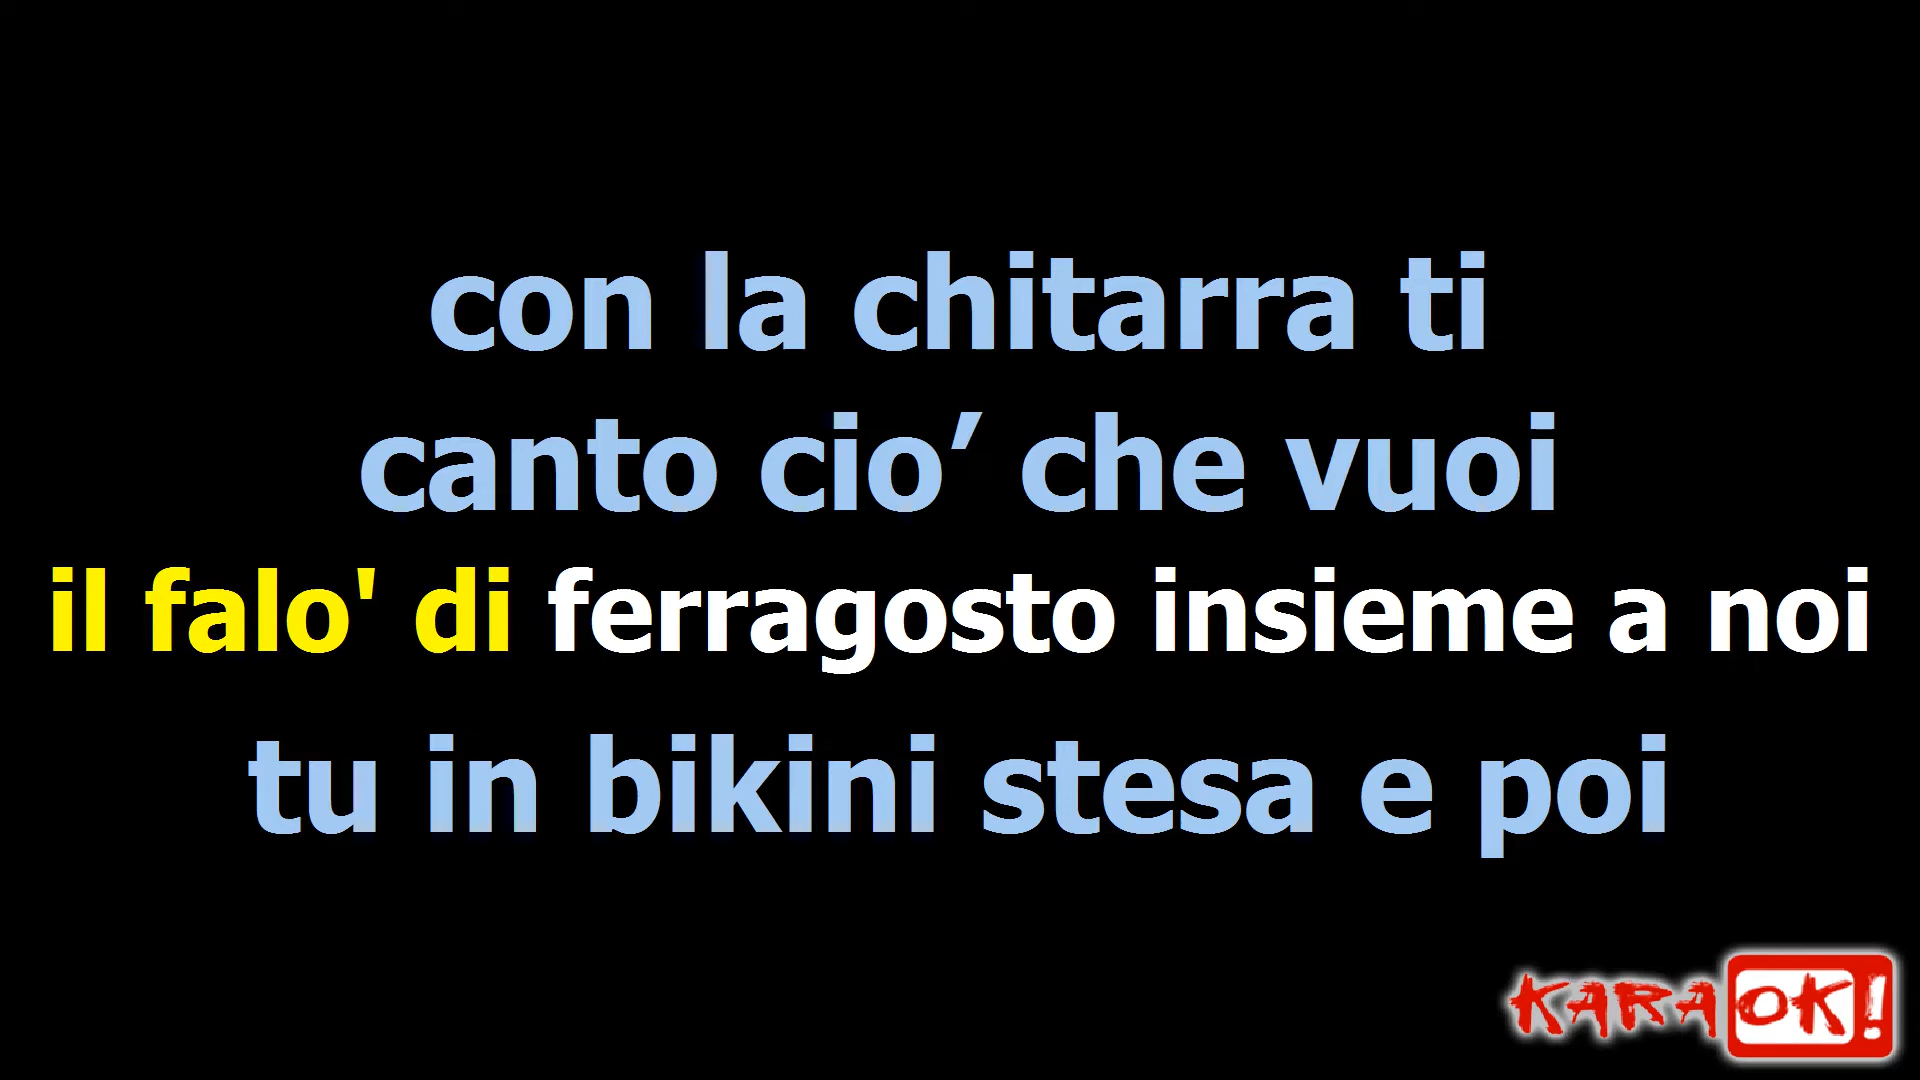 con la chitarra ti
canto cio’ che vuoi
il falo' di ferragosto insieme a noi
tu in bikini stesa e poi
KARAOK!